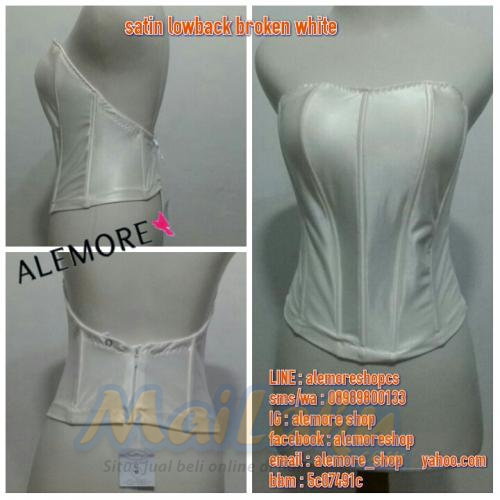 satin lowback broken white
ALEMORE
LINE : alemoreshopcs
sms/wa : 08989800133
IG : alemore shop
facebook : alemoreshop
email : alemore_shop yahoo.com
bbm : 5c07491c
Situs jual beli online